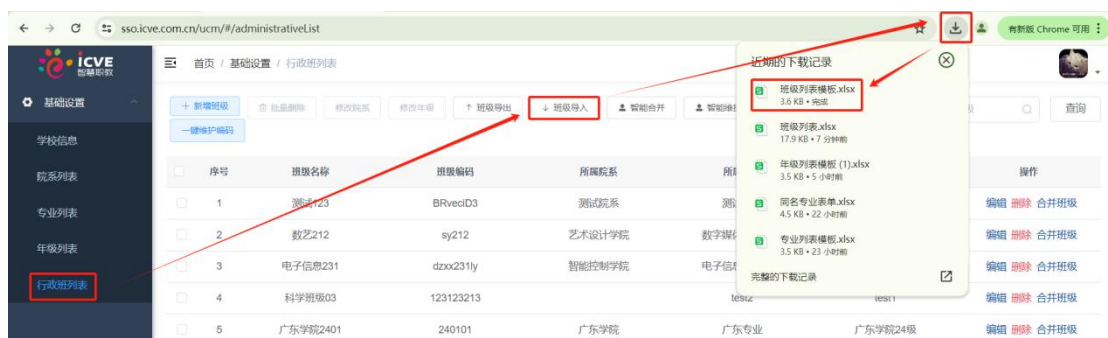 sso.icve.com.cn/ucm/#/administrativeList
有新版 Chrome 可用
icve
智慧职教
首页 / 基础设置 / 行政班列表
近期的下载记录
班级列表模板.xlsx
3.6 KB • 完成
班级列表.xlsx
17.9 KB • 7 分钟前
年级列表模板 (1).xlsx
3.5 KB • 5 小时前
同名专业表单.xlsx
4.5 KB • 22 小时前
专业列表模板.xlsx
3.5 KB • 23 小时前
完整的下载记录
基础设置
学校信息
院系列表
专业列表
年级列表
行政班列表
+ 新增班级 批量删除 修改院系 修改年级 班级导出 班级导入 智能合并 智能维 查询
一键维护编码
序号 班级名称 班级编码 所属院系 所 操作
1 测试123 BRveciD3 测试院系 测 编辑 删除 合并班级
2 数艺212 sy212 艺术设计学院 数字媒 编辑 删除 合并班级
3 电子信息231 dzxx231ly 智能控制学院 电子信 编辑 删除 合并班级
4 科学班级03 123123213 test2 test1 编辑 删除 合并班级
5 广东学院2401 240101 广东学院 广东专业 广东学院24级 编辑 删除 合并班级